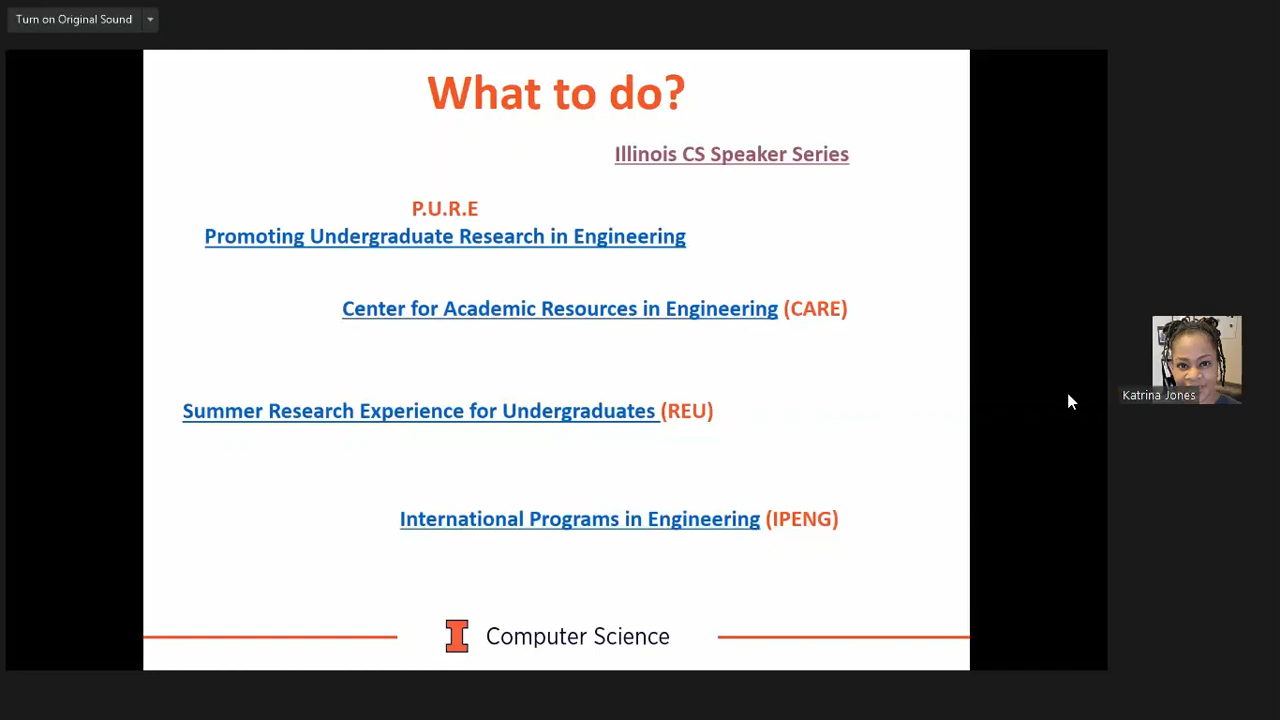 Turn on Original Sound
What to do?
Illinois CS Speaker Series
P.U.R.E
Promoting Undergraduate Research in Engineering
Center for Academic Resources in Engineering (CARE)
Summer Research Experience for Undergraduates (REU)
Katrina Jones
International Programs in Engineering (IPENG)
I Computer Science